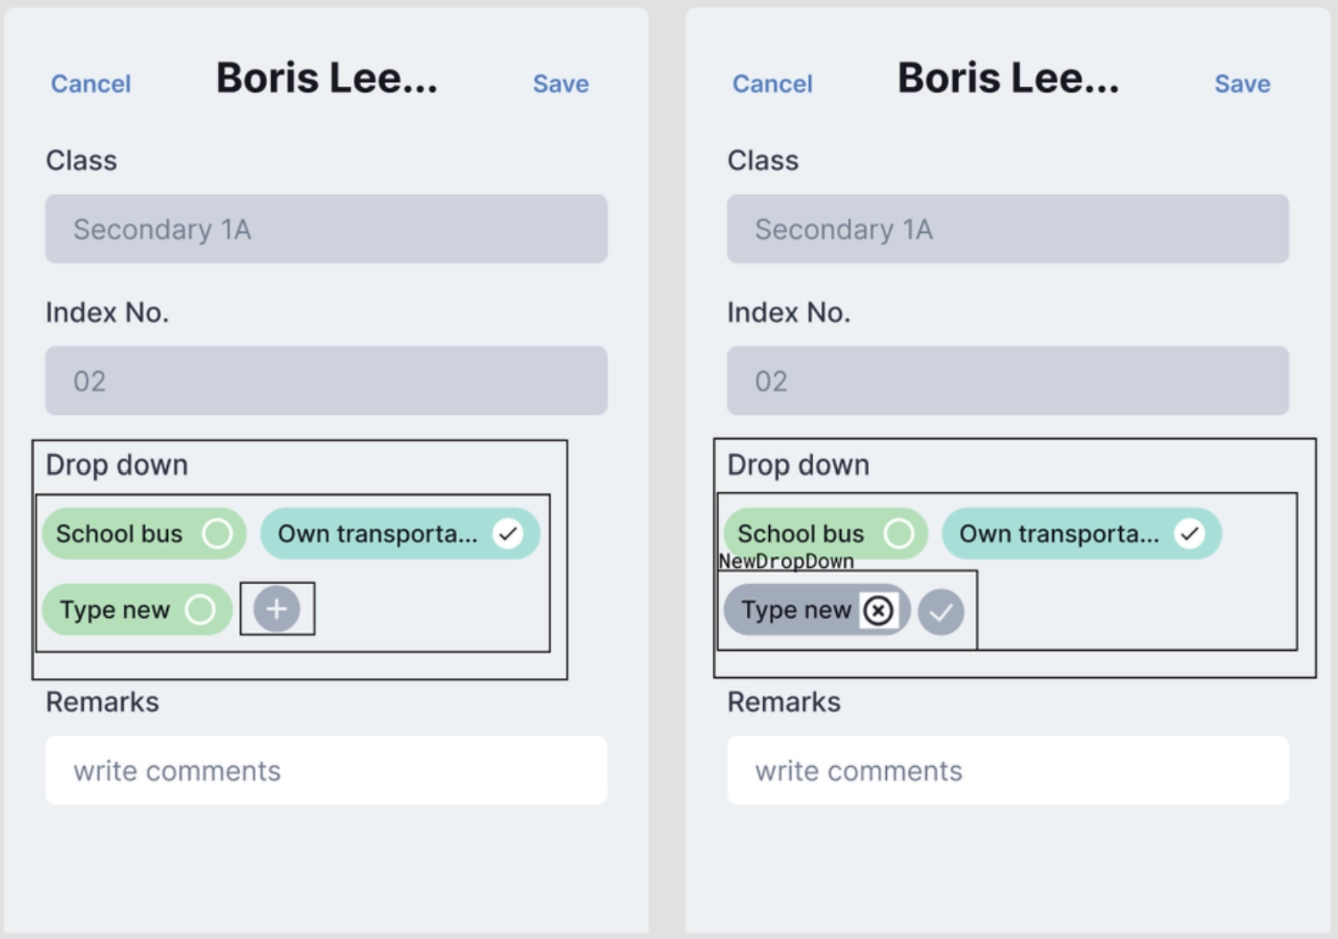 Cancel Boris Lee... Save
Class
Secondary 1A
Index No.
02
Drop down
School bus Own transporta...
Type new
Remarks
write comments
Cancel Boris Lee... Save
Class
Secondary 1A
Index No.
02
Drop down
School bus Own transporta...
NewDropDown
Type new
Remarks
write comments